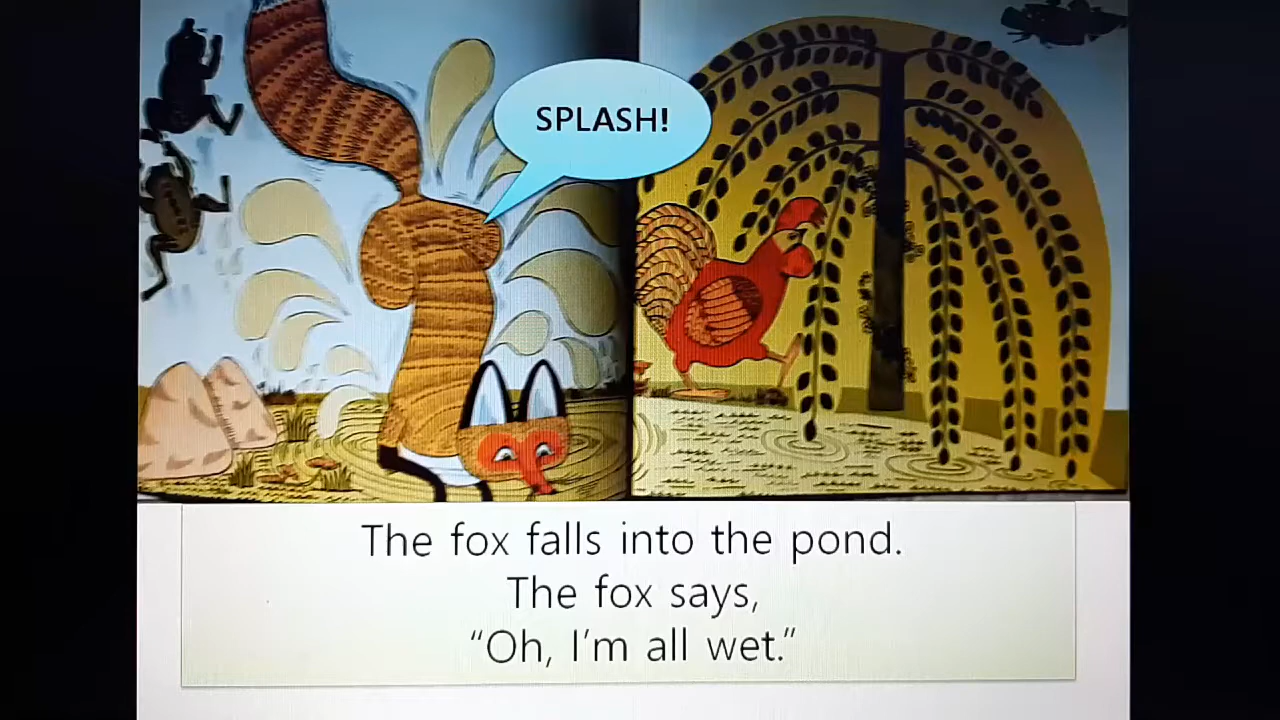 SPLASH!
The fox falls into the pond.
The fox says,
“Oh, I'm all wet.”